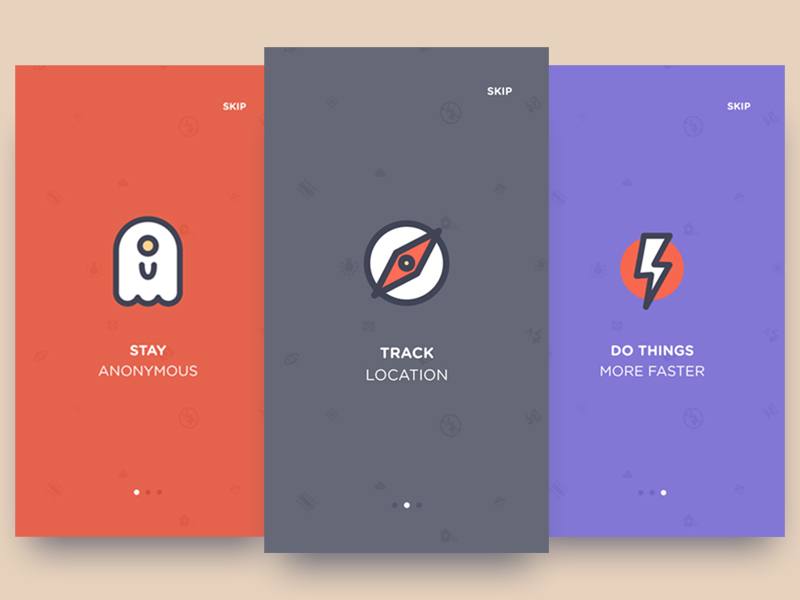 SKIP
STAY
ANONYMOUS
SKIP
TRACK
LOCATION
SKIP
DO THINGS
MORE FASTER